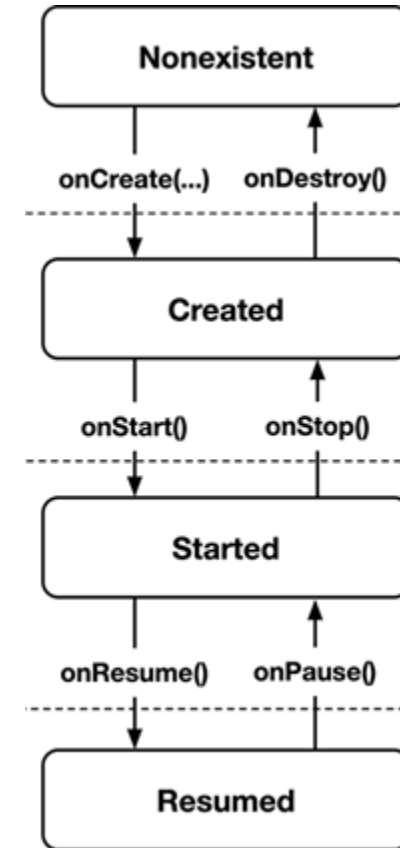 Nonexistent
onCreate(...) onDestroy()
Created
onStart() onStop()
Started
onResume() onPause()
Resumed